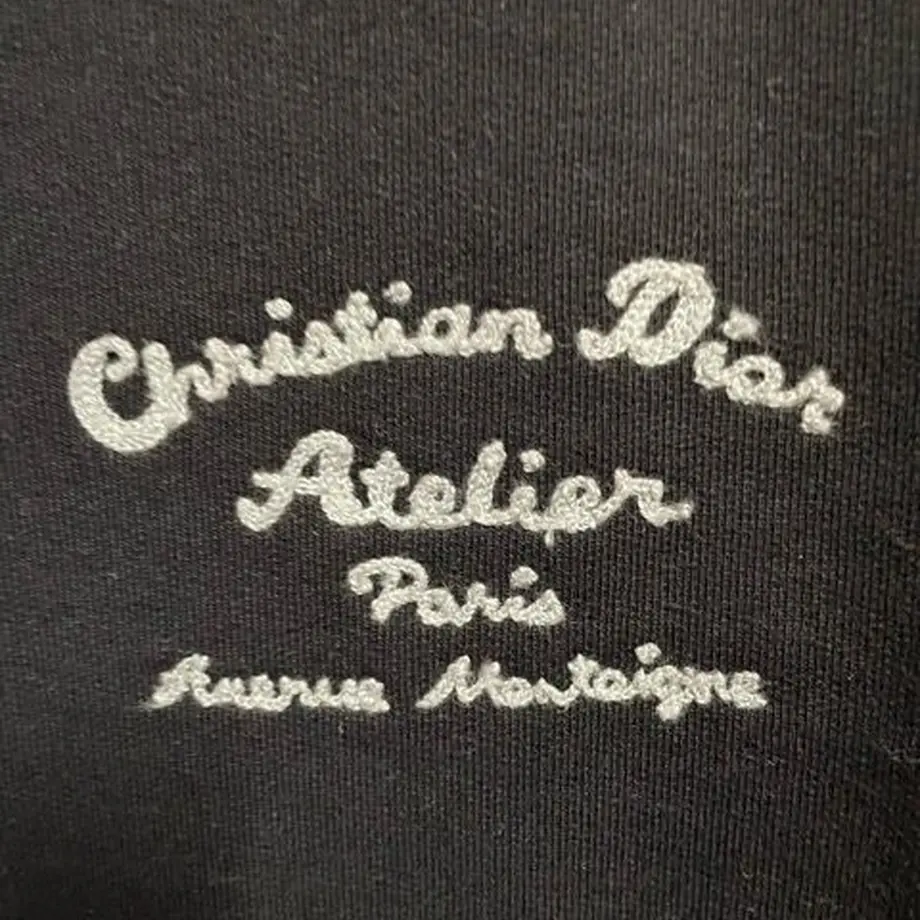 Christian Dior
Atelier
Paris
Avenue Montaigne